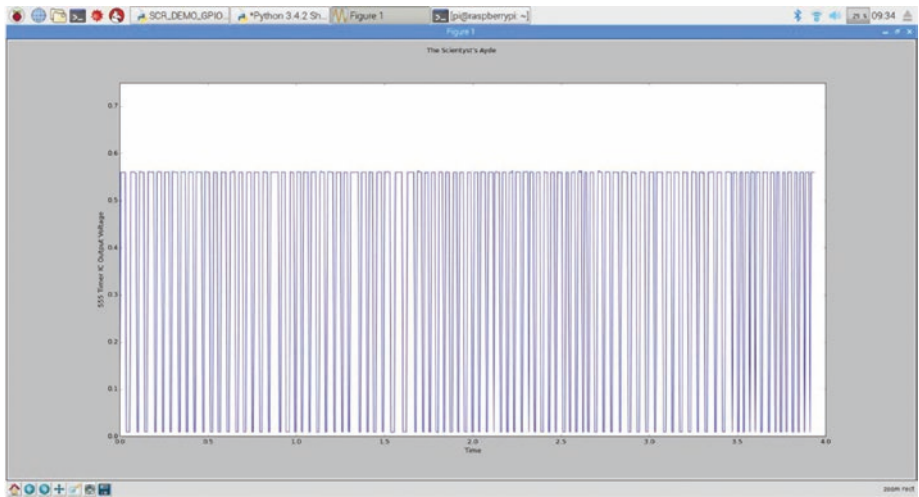 SCR_DEMO_GPIO...
*Python 3.4.2 Sh...
Figure 1
[pi@raspberrypi: ~]
09:34
Figure 1
The Scientyst's Ayde
0.7
0.6
0.5
0.4
0.3
0.2
0.1
0.0
555 Timer IC Output Voltage
0.0 0.5 1.0 1.5 2.0 2.5 3.0 3.5 4.0
Time
zoom rect